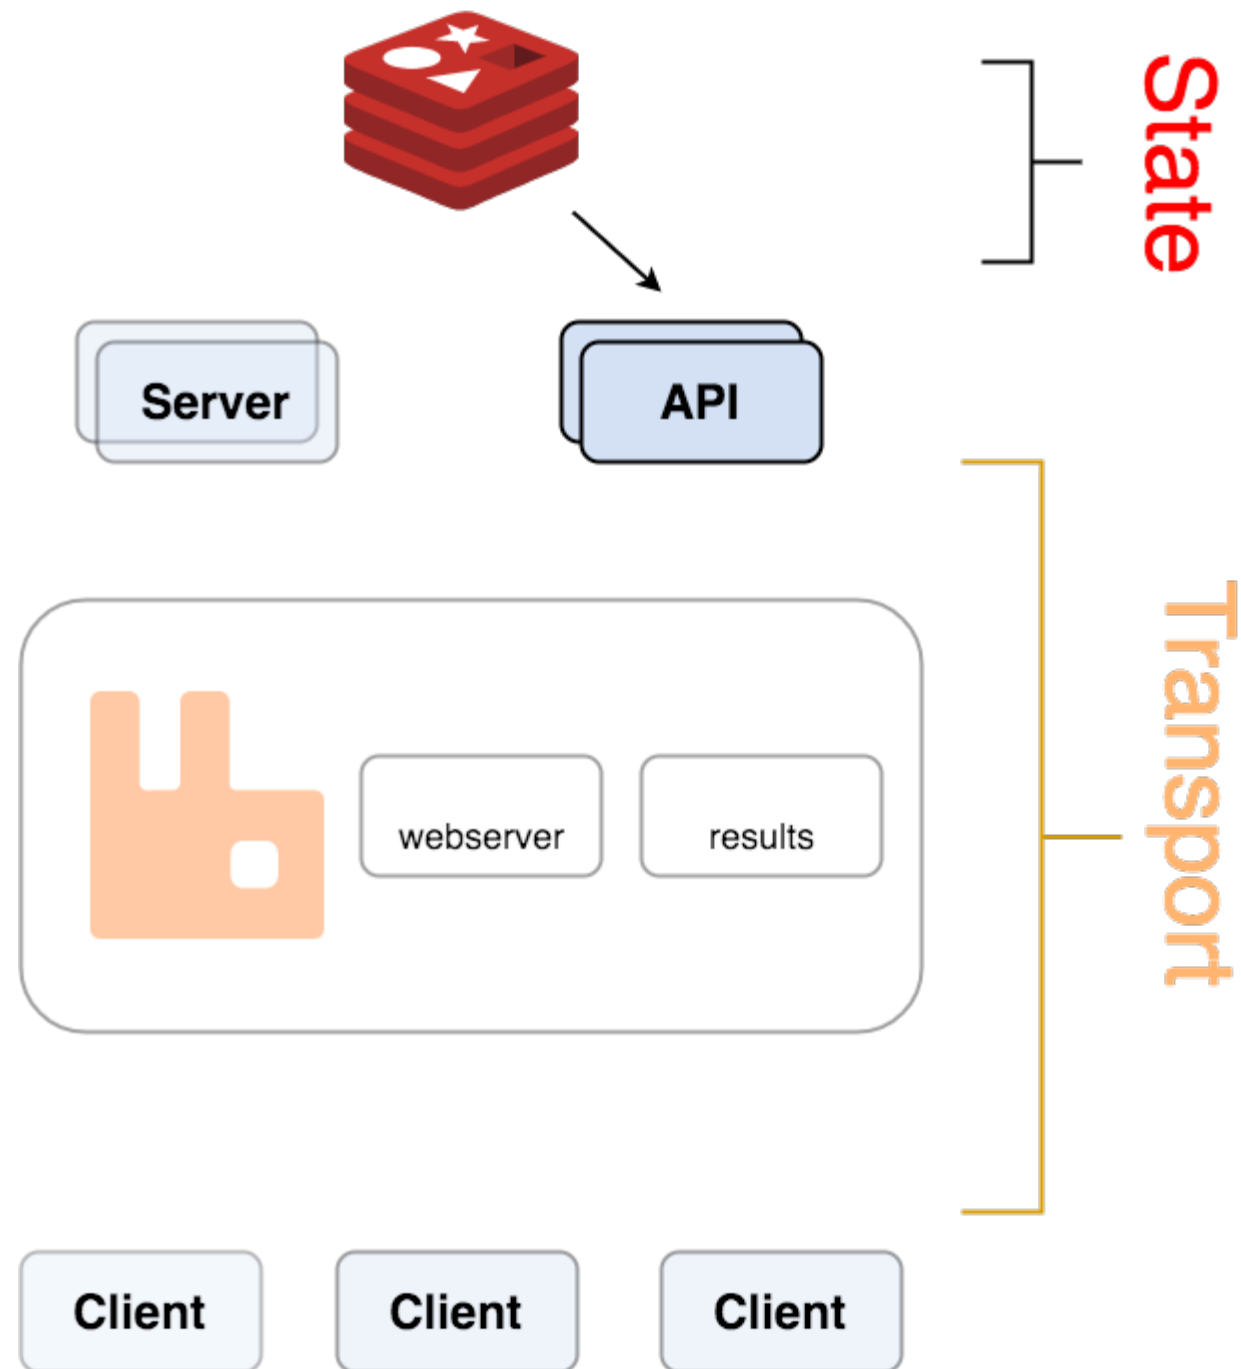 State
Server
API
Transport
webserver
results
Client
Client
Client